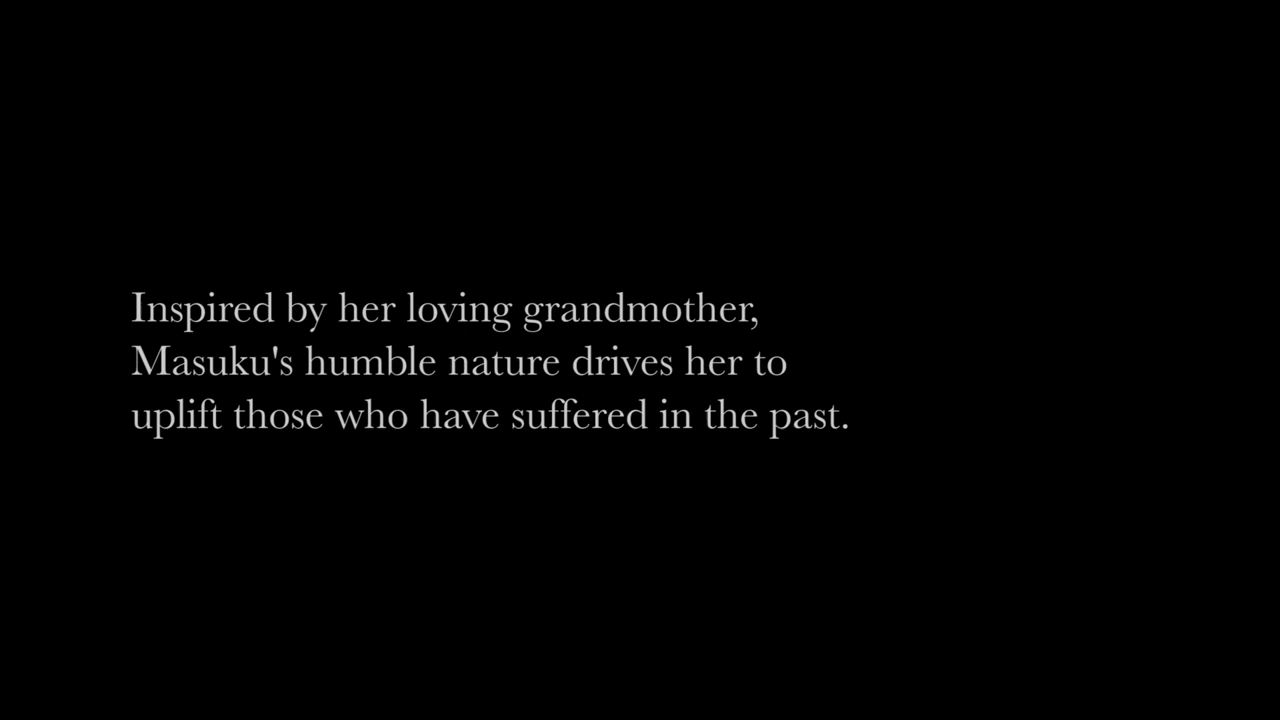 Inspired by her loving grandmother,
Masuku's humble nature drives her to
uplift those who have suffered in the past.